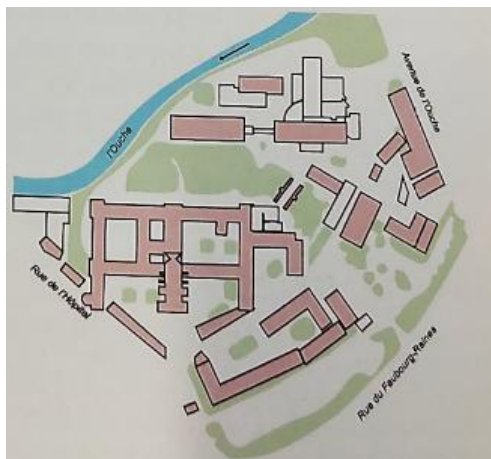 l'Ouche
Avenue de l'Ouche
Rue de l'Hôpital
Rue du Faubourg-Raines